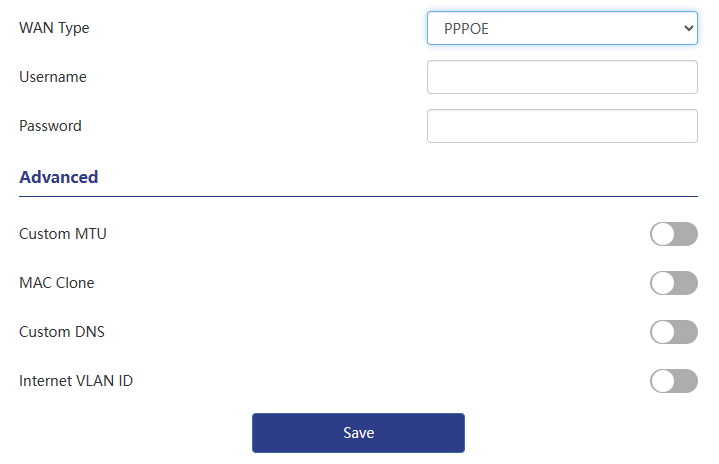 WAN Type PPPOE
Username
Password
Advanced
Custom MTU
MAC Clone
Custom DNS
Internet VLAN ID
Save